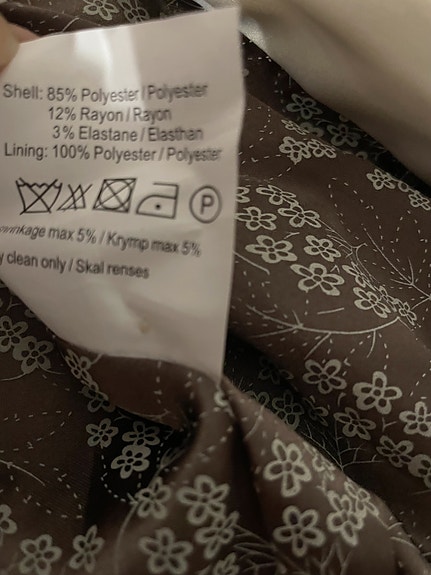 Shell: 85% Polyester / Polyester
12% Rayon / Rayon
3% Elastane / Elasthan
Lining: 100% Polyester / Polyester
P
max 5% / Krymp max 5%
clean only / Skal renses